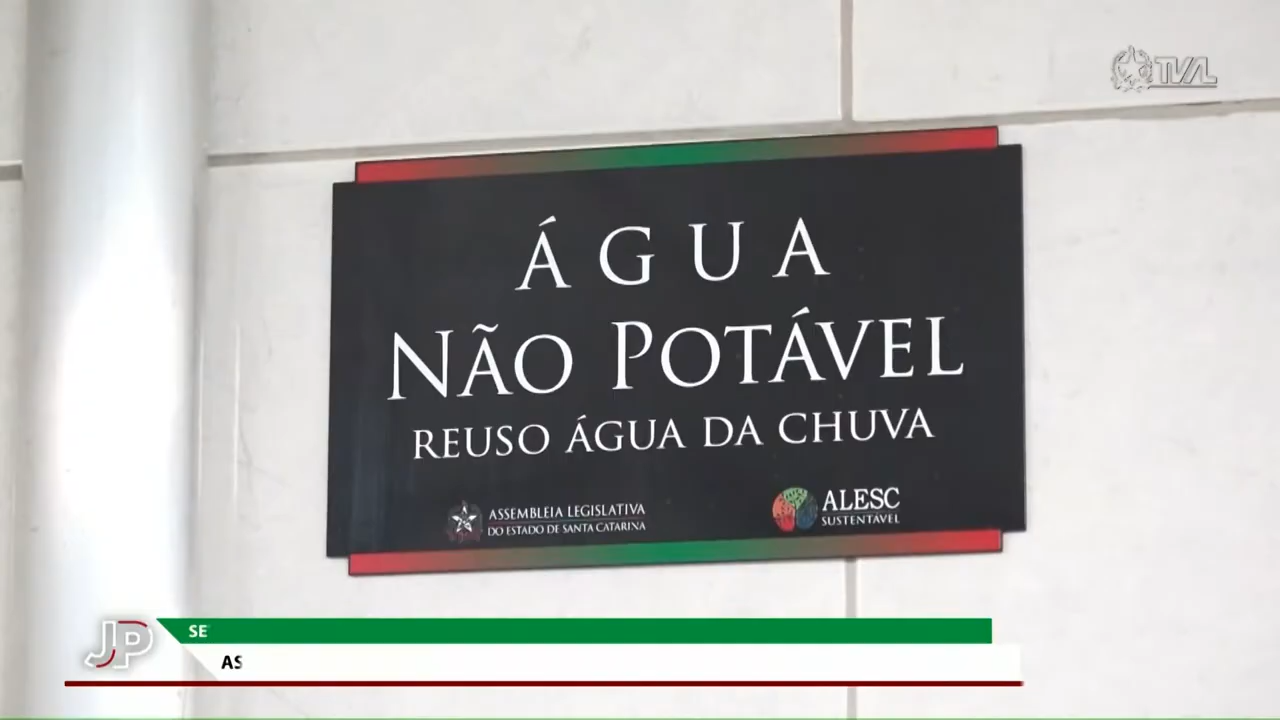 TVAL
ÁGUA
NÃO POTÁVEL
REUSO ÁGUA DA CHUVA
ASSEMBLEIA LEGISLATIVA
DO ESTADO DE SANTA CATARINA
ALESC
SUSTENTÁVEL
JP
SE
AS